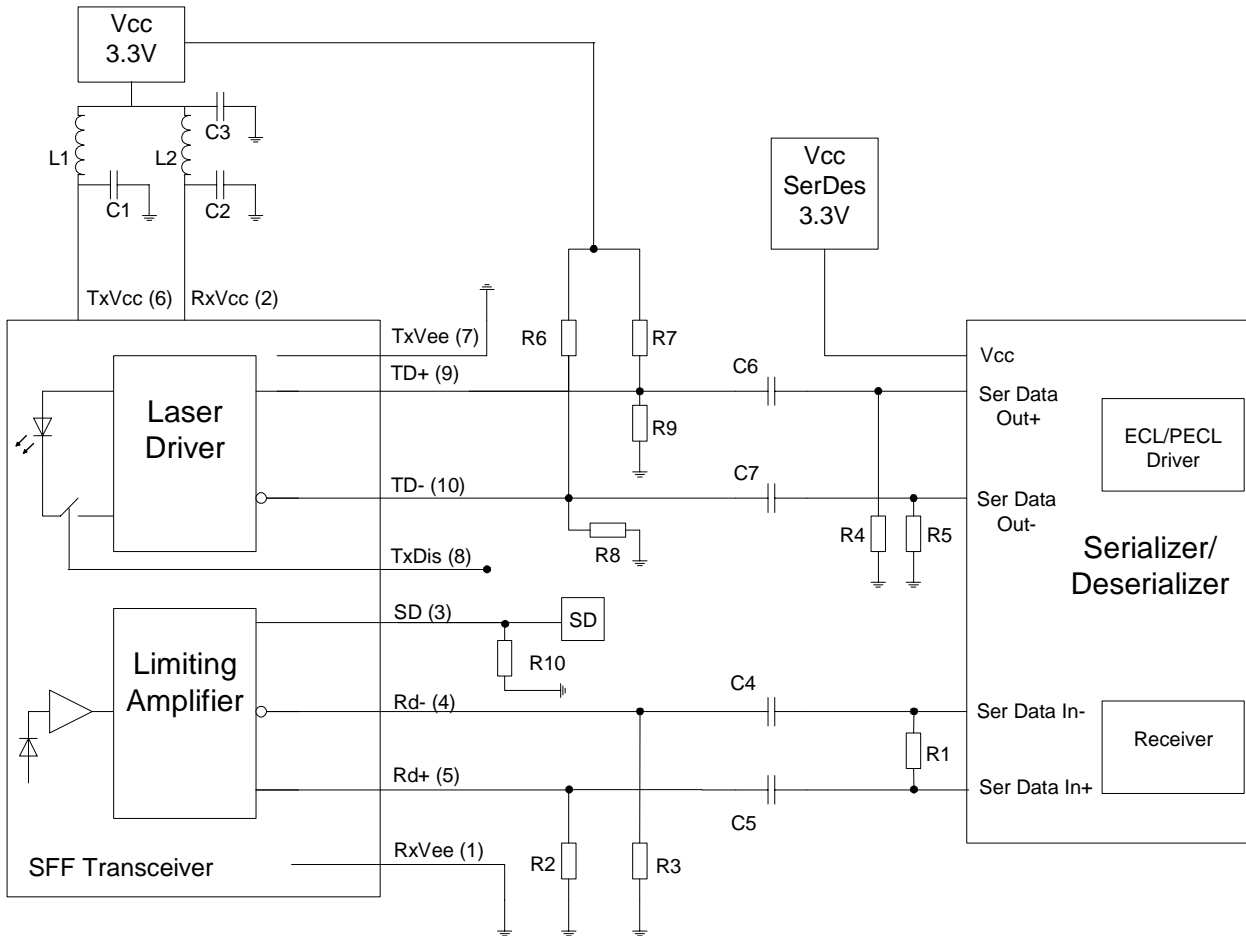 Vcc
3.3V
C3
L1
L2
C1
C2
Vcc
SerDes
3.3V
TxVcc (6)
RxVcc (2)
TxVee (7)
R6
R7
Vcc
TD+ (9)
C6
Ser Data
Out+
Laser
Driver
R9
ECL/PECL
Driver
C7
TD- (10)
Ser Data
Out-
R4
R5
R8
Serializer/
Deserializer
TxDis (8)
SD (3)
SD
Limiting
Amplifier
R10
C4
Rd- (4)
Ser Data In-
R1
Receiver
Rd+ (5)
Ser Data In+
C5
RxVee (1)
R2
R3
SFF Transceiver